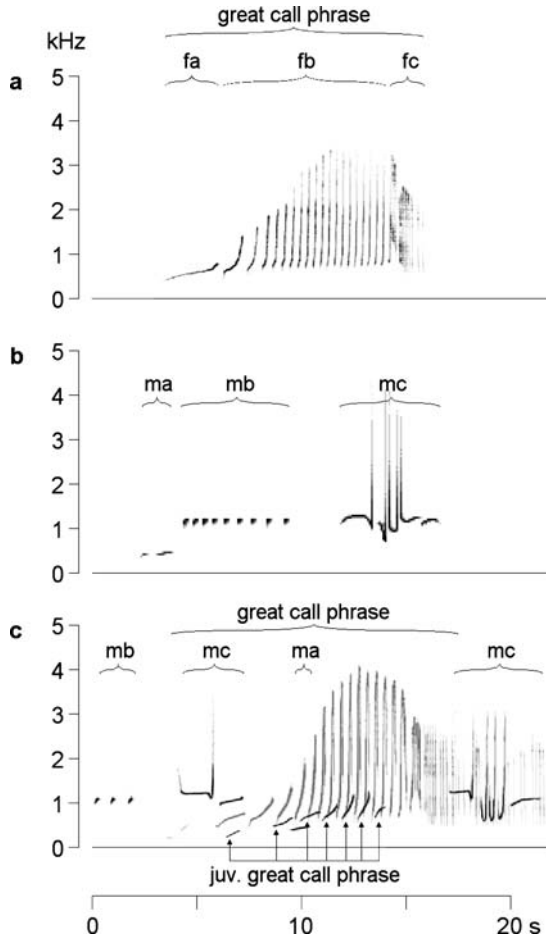 great call phrase
kHz
fa fb fc
a
5
4
3
2
1
0
b
5
ma mb mc
4
3
2
1
0
great call phrase
c
5
mb mc ma mc
4
3
2
1
0
juv. great call phrase
0 10 20 s